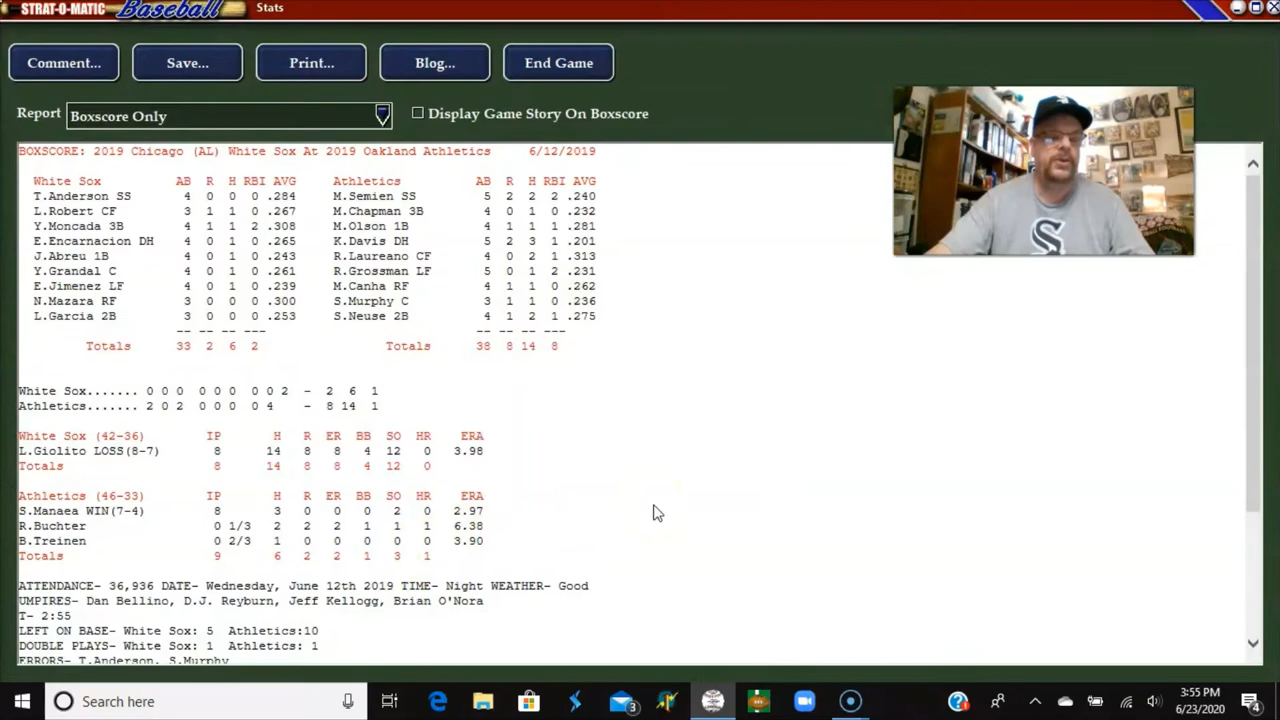 STRAT-O-MATIC Baseball Stats
Comment... Save... Print... Blog... End Game
Report Boxscore Only Display Game Story On Boxscore
BOXSCORE: 2019 Chicago (AL) White Sox At 2019 Oakland Athletics 6/12/2019
White Sox AB R H RBI AVG Athletics AB R H RBI AVG
T.Anderson SS 4 0 0 0 .284 M.Semien SS 5 2 2 2 .240
L.Robert CF 3 1 1 0 .267 M.Chapman 3B 4 0 1 0 .232
Y.Moncada 3B 4 1 1 2 .308 M.Olson 1B 4 1 1 1 .281
E.Encarnacion DH 4 0 1 0 .265 K.Davis DH 5 2 3 1 .201
J.Abreu 1B 4 0 1 0 .243 R.Laureano CF 4 0 2 1 .313
Y.Grandal C 4 0 1 0 .261 R.Grossman LF 5 0 1 2 .231
E.Jimenez LF 4 0 1 0 .239 M.Canha RF 4 1 1 0 .262
N.Mazara RF 3 0 0 0 .300 S.Murphy C 3 1 1 0 .236
L.Garcia 2B 3 0 0 0 .253 S.Neuse 2B 4 1 2 1 .275
-- -- -- --- -- -- -- ---
Totals 33 2 6 2 Totals 38 8 14 8
White Sox....... 0 0 0 0 0 0 0 0 2 - 2 6 1
Athletics....... 2 0 2 0 0 0 0 4 - 8 14 1
White Sox (42-36) IP H R ER BB SO HR ERA
L.Giolito LOSS(8-7) 8 14 8 8 4 12 0 3.98
Totals 8 14 8 8 4 12 0
Athletics (46-33) IP H R ER BB SO HR ERA
S.Manaea WIN(7-4) 8 3 0 0 0 2 0 2.97
R.Buchter 0 1/3 2 2 2 1 1 1 6.38
B.Treinen 0 2/3 1 0 0 0 0 0 3.90
Totals 9 6 2 2 1 3 1
ATTENDANCE- 36,936 DATE- Wednesday, June 12th 2019 TIME- Night WEATHER- Good
UMPIRES- Dan Bellino, D.J. Reyburn, Jeff Kellogg, Brian O'Nora
T- 2:55
LEFT ON BASE- White Sox: 5 Athletics:10
DOUBLE PLAYS- White Sox: 1 Athletics: 1
ERRORS- T.Anderson, S.Murphy
Search here 3
3:55 PM
6/23/2020
4